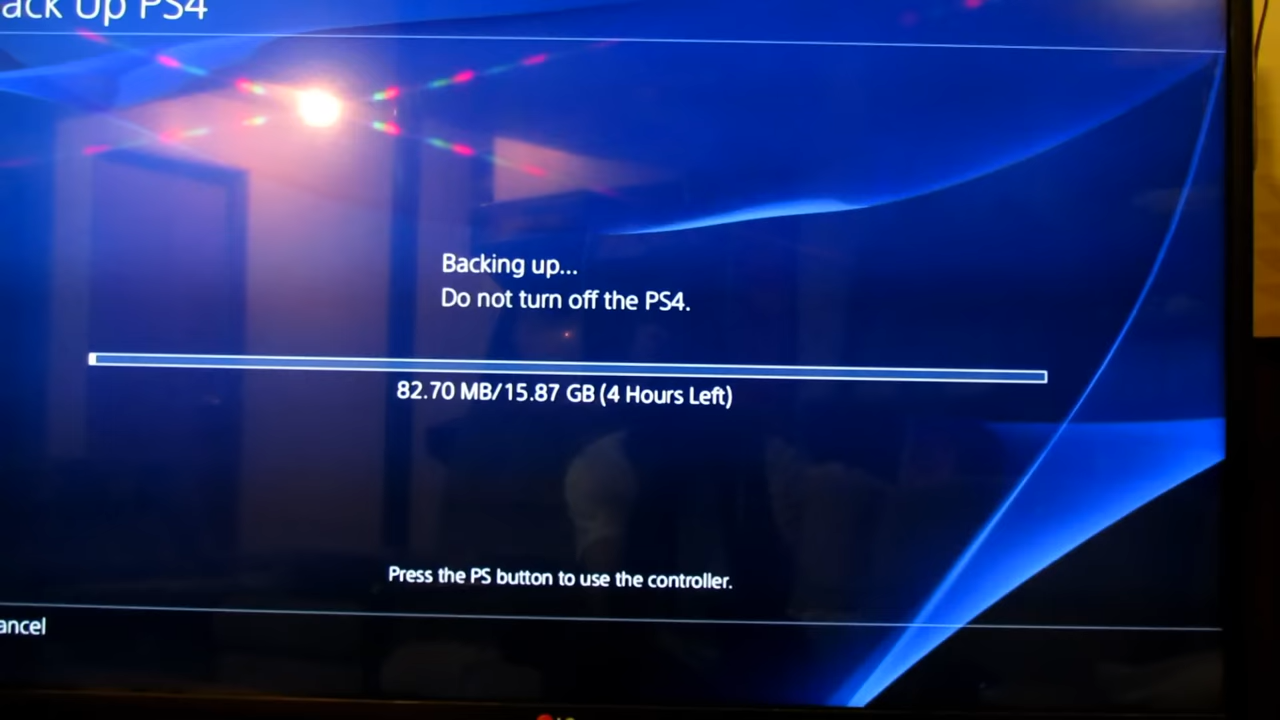 ack Up PS4
Backing up...
Do not turn off the PS4.
82.70 MB/15.87 GB (4 Hours Left)
Press the PS button to use the controller.
ancel